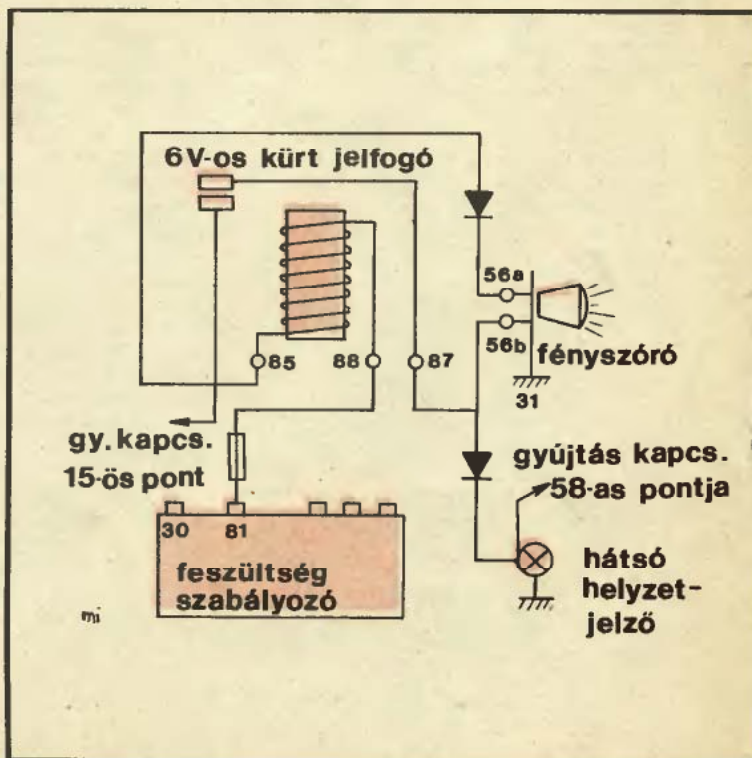 6V-os kürt jelfogó
56a
56b
fényszóró
31
85
88
87
gy. kapcs.
15-ös pont
gyújtás kapcs.
58-as pontja
30
81
feszültség
szabályozó
hátsó
helyzet-
jelző
mi